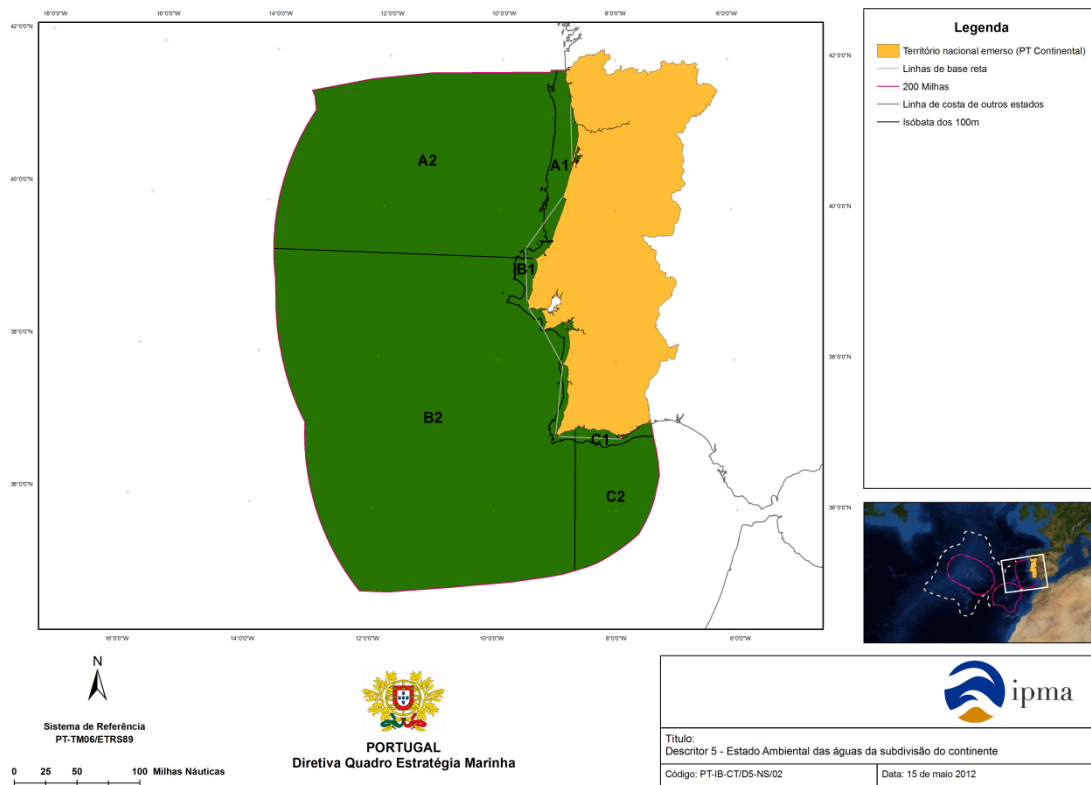 18°0'0"W
16°0'0"W
14°0'0"W
12°0'0"W
10°0'0"W
8°0'0"W
6°0'0"W
42°0'0"N
42°0'0"N
40°0'0"N
40°0'0"N
38°0'0"N
38°0'0"N
36°0'0"N
36°0'0"N
A2
A1
B1
B2
C1
C2
16°0'0"W
14°0'0"W
12°0'0"W
10°0'0"W
8°0'0"W
6°0'0"W
Legenda
Território nacional emerso (PT Continental)
Linhas de base reta
200 Milhas
Linha de costa de outros estados
Isóbata dos 100m
N
Sistema de Referência
PT-TM06/ETRS89
0 25 50 100 Milhas Náuticas
PORTUGAL
Diretiva Quadro Estratégia Marinha
ipma
Título:
Descritor 5 - Estado Ambiental das águas da subdivisão do continente
Código: PT-IB-CT/D5-NS/02
Data: 15 de maio 2012